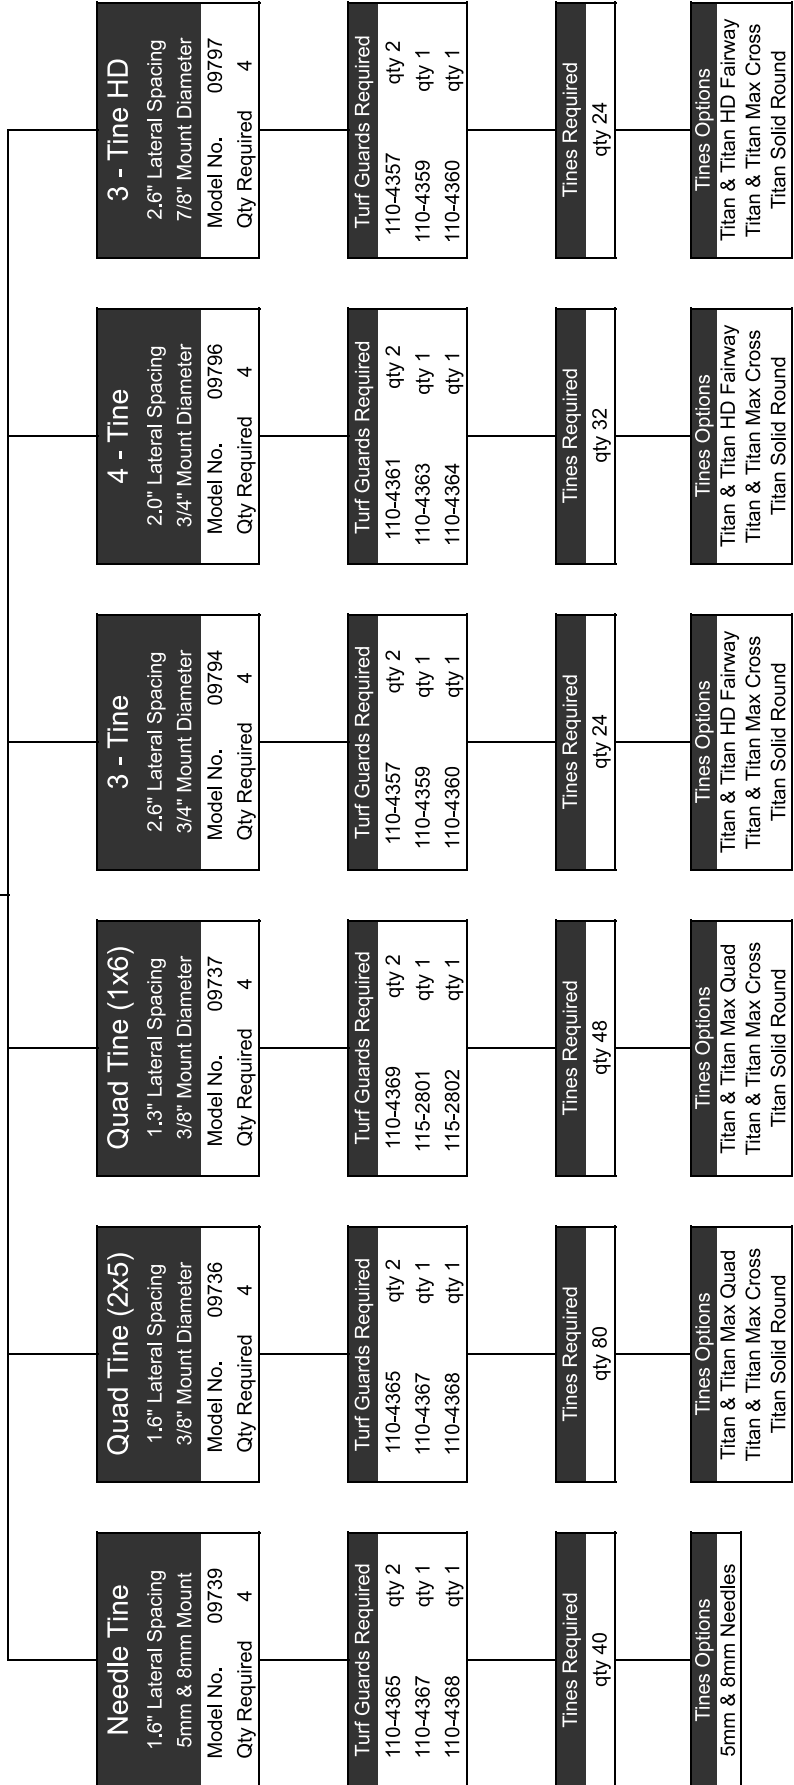 Needle Tine
1.6" Lateral Spacing
5mm & 8mm Mount
Model No. 09739
Qty Required 4
Turf Guards Required
110-4365 qty 2
110-4367 qty 1
110-4368 qty 1
Tines Required
qty 40
Tines Options
5mm & 8mm Needles
Quad Tine (2x5)
1.6" Lateral Spacing
3/8" Mount Diameter
Model No. 09736
Qty Required 4
Turf Guards Required
110-4365 qty 2
110-4367 qty 1
110-4368 qty 1
Tines Required
qty 80
Tines Options
Titan & Titan Max Quad
Titan & Titan Max Cross
Titan Solid Round
Quad Tine (1x6)
1.3" Lateral Spacing
3/8" Mount Diameter
Model No. 09737
Qty Required 4
Turf Guards Required
110-4369 qty 2
115-2801 qty 1
115-2802 qty 1
Tines Required
qty 48
Tines Options
Titan & Titan Max Quad
Titan & Titan Max Cross
Titan Solid Round
3 - Tine
2.6" Lateral Spacing
3/4" Mount Diameter
Model No. 09794
Qty Required 4
Turf Guards Required
110-4357 qty 2
110-4359 qty 1
110-4360 qty 1
Tines Required
qty 24
Tines Options
Titan & Titan HD Fairway
Titan & Titan Max Cross
Titan Solid Round
4 - Tine
2.0" Lateral Spacing
3/4" Mount Diameter
Model No. 09796
Qty Required 4
Turf Guards Required
110-4361 qty 2
110-4363 qty 1
110-4364 qty 1
Tines Required
qty 32
Tines Options
Titan & Titan HD Fairway
Titan & Titan Max Cross
Titan Solid Round
3 - Tine HD
2.6" Lateral Spacing
7/8" Mount Diameter
Model No. 09797
Qty Required 4
Turf Guards Required
110-4357 qty 2
110-4359 qty 1
110-4360 qty 1
Tines Required
qty 24
Tines Options
Titan & Titan HD Fairway
Titan & Titan Max Cross
Titan Solid Round